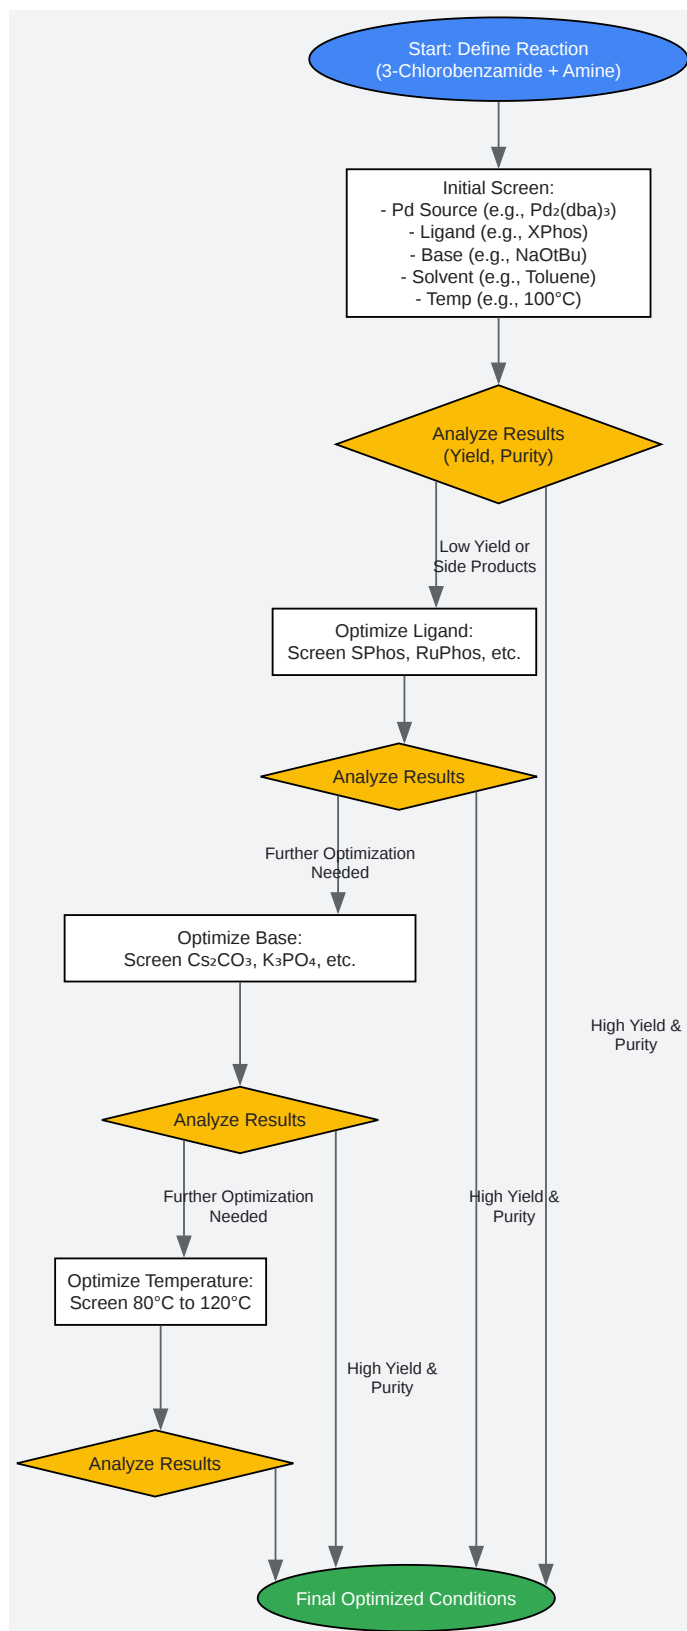 Start: Define Reaction
(3-Chlorobenzamide + Amine)
Initial Screen:
- Pd Source (e.g., Pd₂(dba)₃)
- Ligand (e.g., XPhos)
- Base (e.g., NaOtBu)
- Solvent (e.g., Toluene)
- Temp (e.g., 100°C)
Analyze Results
(Yield, Purity)
Low Yield or
Side Products
Optimize Ligand:
Screen SPhos, RuPhos, etc.
Analyze Results
Further Optimization
Needed
Optimize Base:
Screen Cs₂CO₃, K₃PO₄, etc.
High Yield &
Purity
Analyze Results
Further Optimization
Needed
High Yield &
Purity
Optimize Temperature:
Screen 80°C to 120°C
High Yield &
Purity
Analyze Results
Final Optimized Conditions